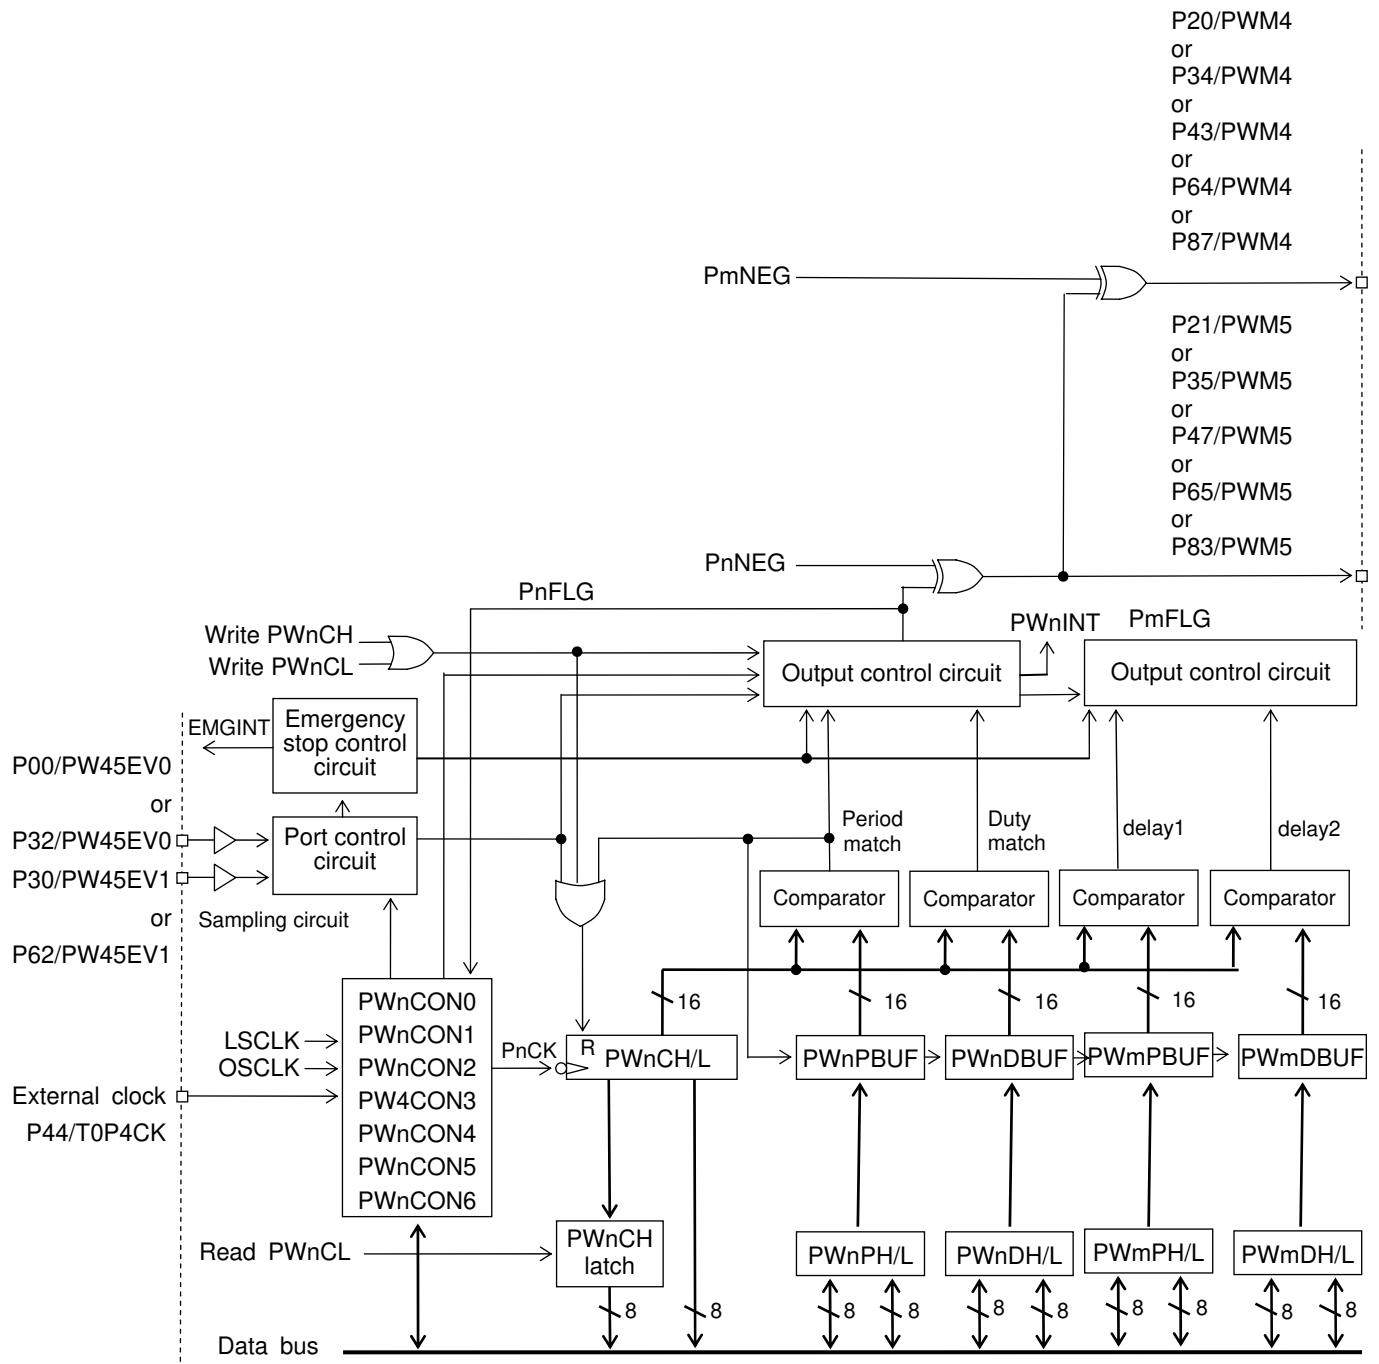 P20/PWM4
or
P34/PWM4
or
P43/PWM4
or
P64/PWM4
or
P87/PWM4
PmNEG
P21/PWM5
or
P35/PWM5
or
P47/PWM5
or
P65/PWM5
or
P83/PWM5
PnNEG
PnFLG
PWnINT
PmFLG
Write PWnCH
Write PWnCL
Output control circuit
Output control circuit
EMGINT
Emergency
stop control
circuit
P00/PW45EV0
or
P32/PW45EV0
P30/PW45EV1
or
P62/PW45EV1
Port control
circuit
Sampling circuit
Period
match
Duty
match
delay1
delay2
Comparator
Comparator
Comparator
Comparator
16
16
16
16
16
PWnCON0
PWnCON1
PWnCON2
PW4CON3
PWnCON4
PWnCON5
PWnCON6
LSCLK
OSCLK
External clock
P44/T0P4CK
PnCK
R
PWnCH/L
PWnPBUF
PWnDBUF
PWmPBUF
PWmDBUF
Read PWnCL
PWnCH
latch
PWnPH/L
PWnDH/L
PWmPH/L
PWmDH/L
8
8
8
8
8
8
8
8
8
8
Data bus